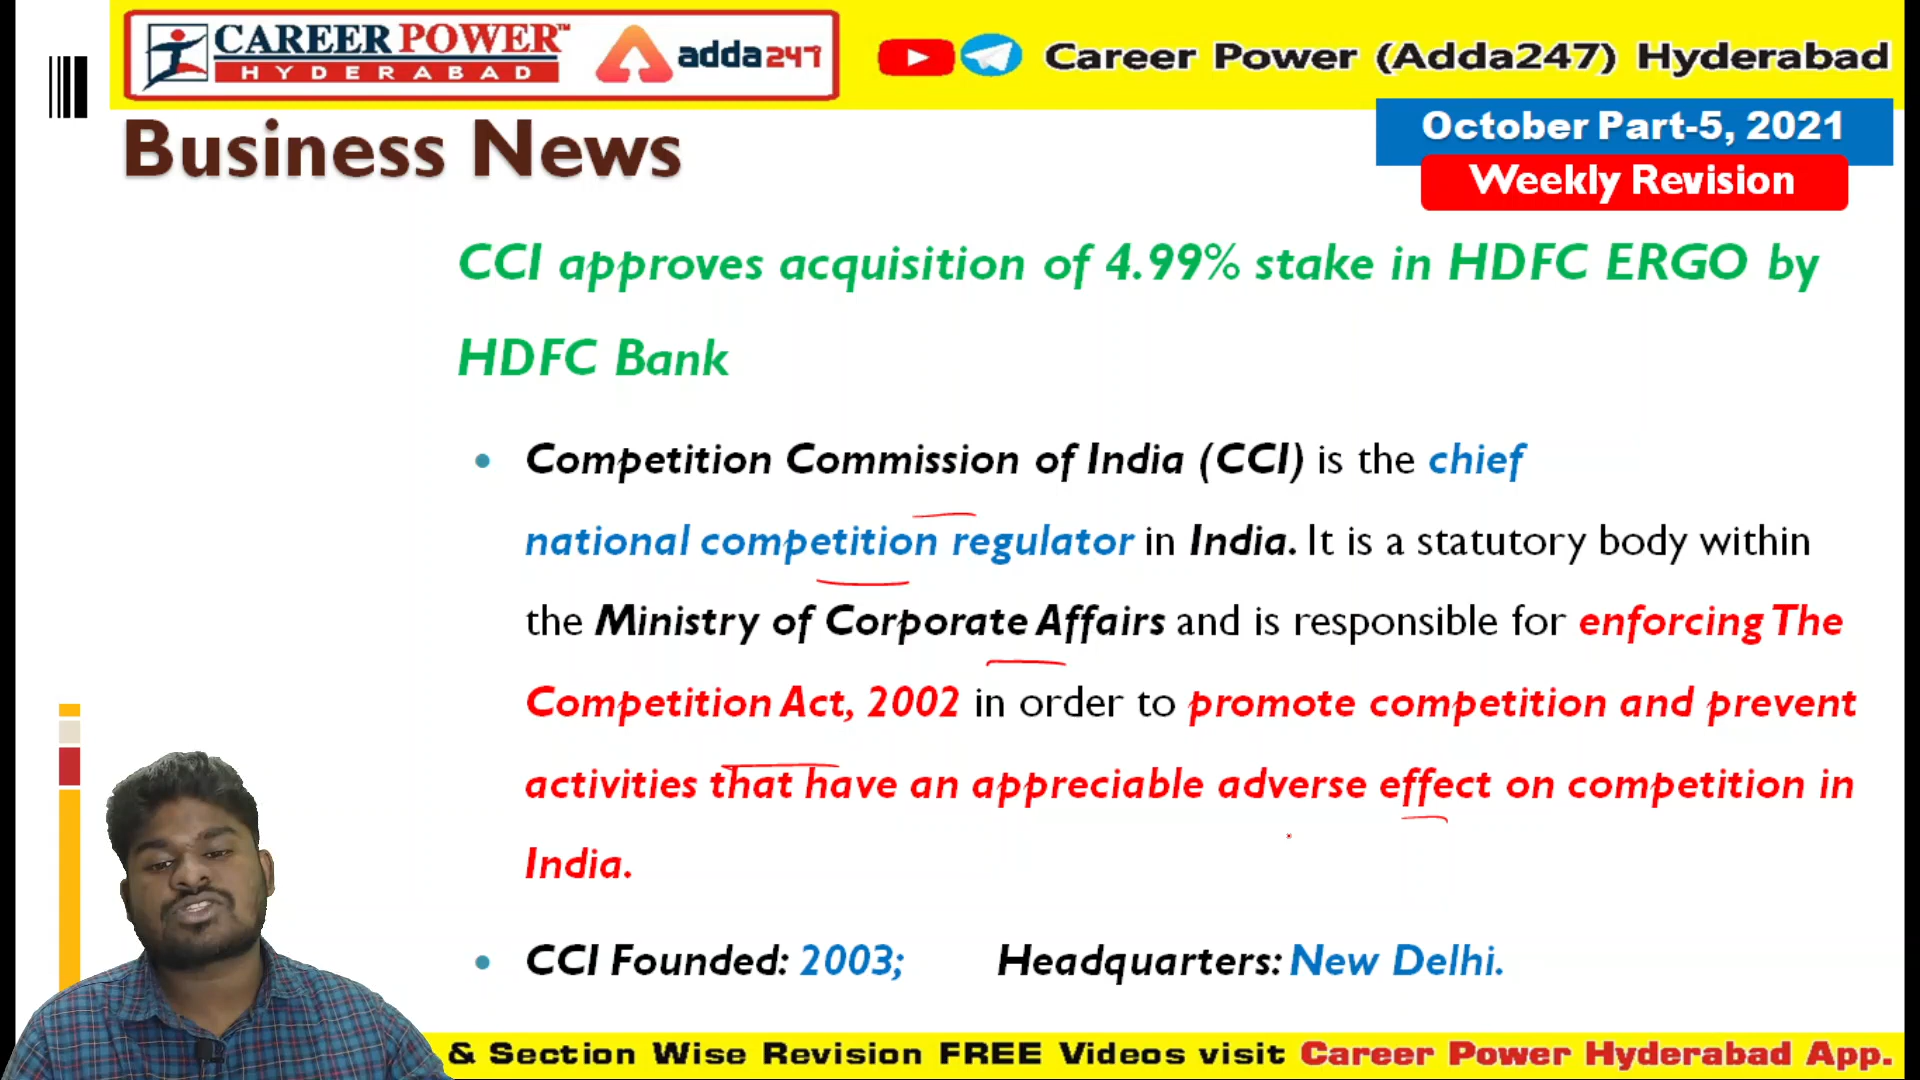 CAREER POWER™
HYDERABAD
adda247
Career Power (Adda247) Hyderabad
Business News
October Part-5, 2021
Weekly Revision
CCI approves acquisition of 4.99% stake in HDFC ERGO by
HDFC Bank
• Competition Commission of India (CCI) is the chief
national competition regulator in India. It is a statutory body within
the Ministry of Corporate Affairs and is responsible for enforcing The
Competition Act, 2002 in order to promote competition and prevent
activities that have an appreciable adverse effect on competition in
India.
• CCI Founded: 2003; Headquarters: New Delhi.
& Section Wise Revision FREE Videos visit Career Power Hyderabad App.